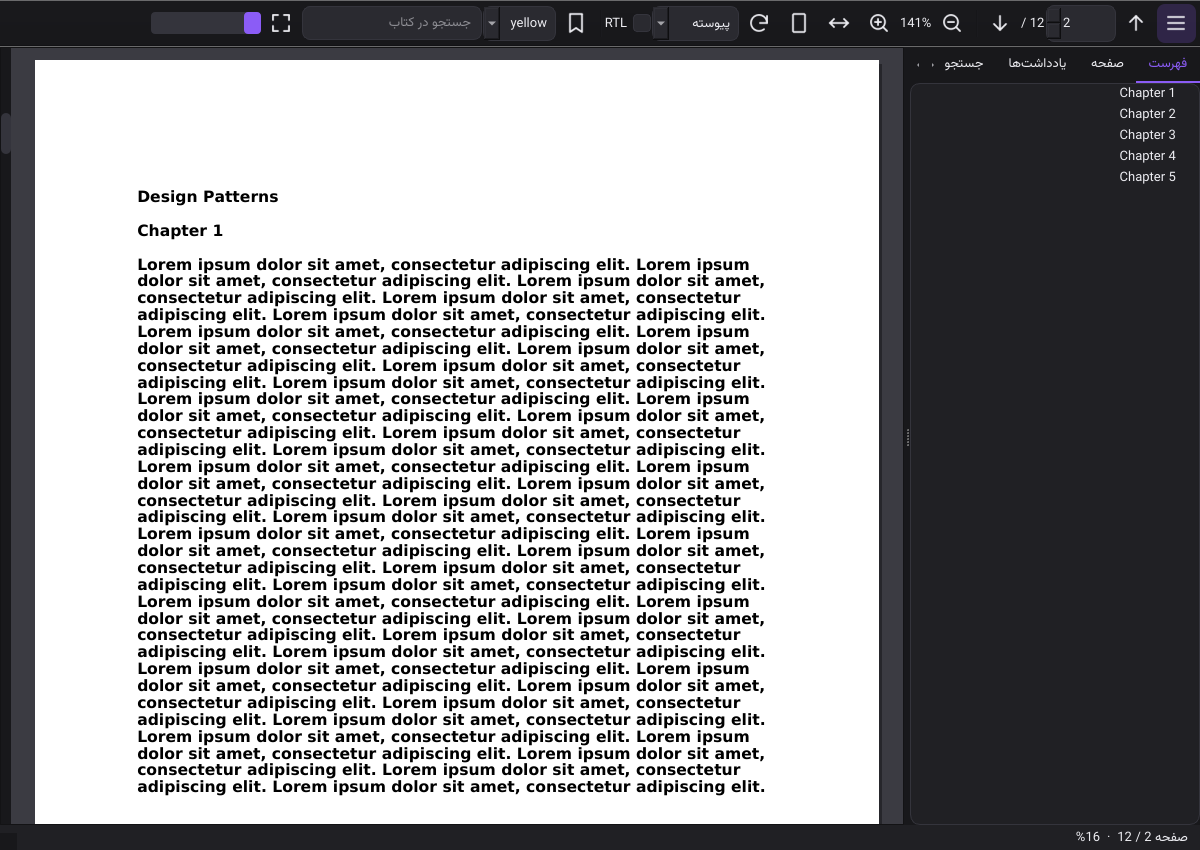 2
/ 12
141%
پیوسته
RTL
yellow
جستجو در کتاب
فهرست
صفحه
یادداشت‌ها
جستجو
Chapter 1
Chapter 2
Chapter 3
Chapter 4
Chapter 5
Design Patterns
Chapter 1
Lorem ipsum dolor sit amet, consectetur adipiscing elit. Lorem ipsum
dolor sit amet, consectetur adipiscing elit. Lorem ipsum dolor sit amet,
consectetur adipiscing elit. Lorem ipsum dolor sit amet, consectetur
adipiscing elit. Lorem ipsum dolor sit amet, consectetur adipiscing elit.
Lorem ipsum dolor sit amet, consectetur adipiscing elit. Lorem ipsum
dolor sit amet, consectetur adipiscing elit. Lorem ipsum dolor sit amet,
consectetur adipiscing elit. Lorem ipsum dolor sit amet, consectetur
adipiscing elit. Lorem ipsum dolor sit amet, consectetur adipiscing elit.
Lorem ipsum dolor sit amet, consectetur adipiscing elit. Lorem ipsum
dolor sit amet, consectetur adipiscing elit. Lorem ipsum dolor sit amet,
consectetur adipiscing elit. Lorem ipsum dolor sit amet, consectetur
adipiscing elit. Lorem ipsum dolor sit amet, consectetur adipiscing elit.
Lorem ipsum dolor sit amet, consectetur adipiscing elit. Lorem ipsum
dolor sit amet, consectetur adipiscing elit. Lorem ipsum dolor sit amet,
consectetur adipiscing elit. Lorem ipsum dolor sit amet, consectetur
adipiscing elit. Lorem ipsum dolor sit amet, consectetur adipiscing elit.
Lorem ipsum dolor sit amet, consectetur adipiscing elit. Lorem ipsum
dolor sit amet, consectetur adipiscing elit. Lorem ipsum dolor sit amet,
consectetur adipiscing elit. Lorem ipsum dolor sit amet, consectetur
adipiscing elit. Lorem ipsum dolor sit amet, consectetur adipiscing elit.
Lorem ipsum dolor sit amet, consectetur adipiscing elit. Lorem ipsum
dolor sit amet, consectetur adipiscing elit. Lorem ipsum dolor sit amet,
consectetur adipiscing elit. Lorem ipsum dolor sit amet, consectetur
adipiscing elit. Lorem ipsum dolor sit amet, consectetur adipiscing elit.
Lorem ipsum dolor sit amet, consectetur adipiscing elit. Lorem ipsum
dolor sit amet, consectetur adipiscing elit. Lorem ipsum dolor sit amet,
consectetur adipiscing elit. Lorem ipsum dolor sit amet, consectetur
adipiscing elit. Lorem ipsum dolor sit amet, consectetur adipiscing elit.
Lorem ipsum dolor sit amet, consectetur adipiscing elit. Lorem ipsum
dolor sit amet, consectetur adipiscing elit. Lorem ipsum dolor sit amet,
consectetur adipiscing elit. Lorem ipsum dolor sit amet, consectetur
adipiscing elit. Lorem ipsum dolor sit amet, consectetur adipiscing elit.
صفحه 2 / 12 · 16%